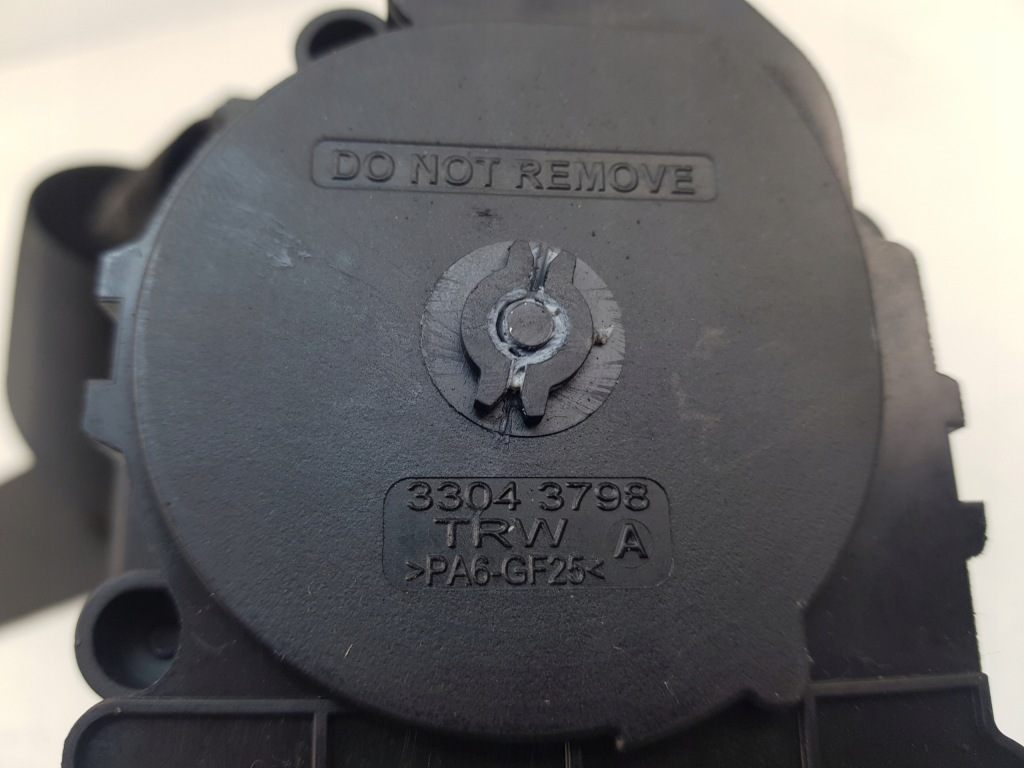 DO NOT REMOVE
3304 3798
TRW A
>PA6-GF25<